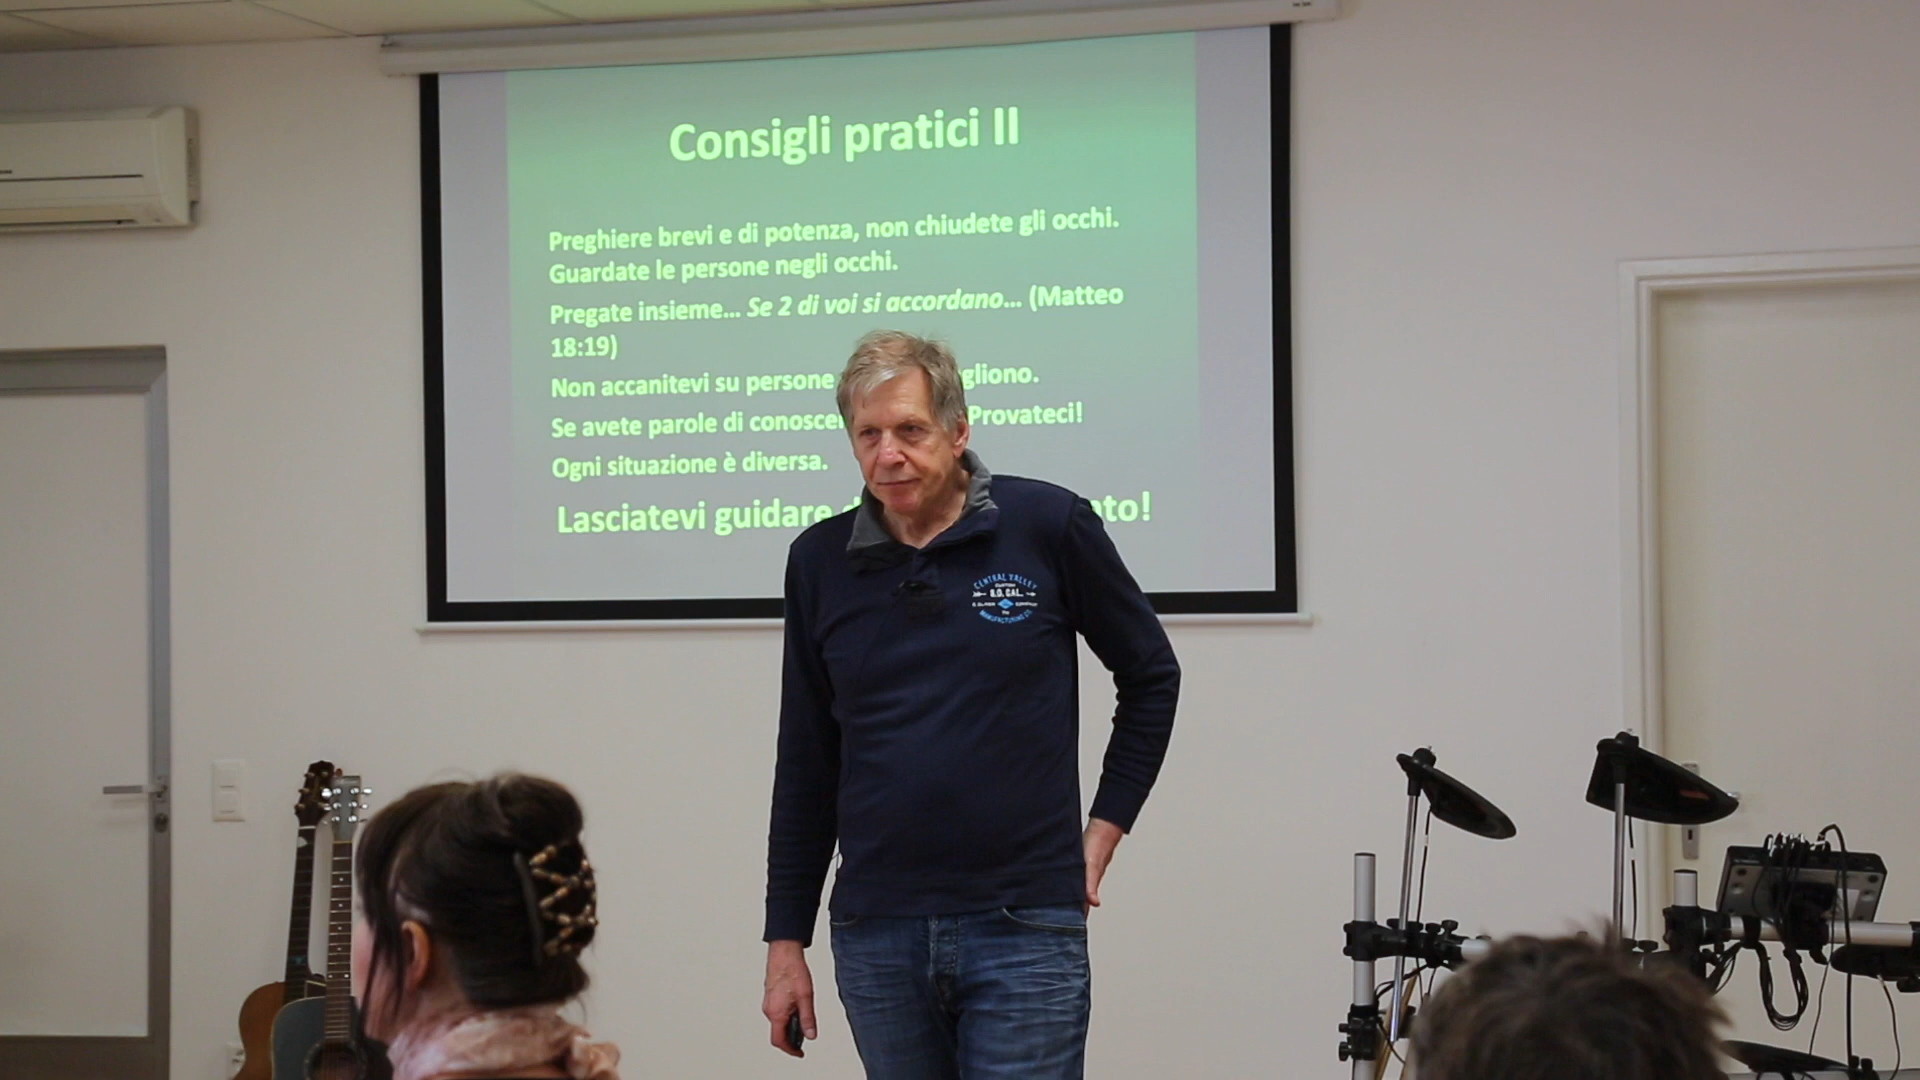 Consigli pratici II
Preghiere brevi e di potenza, non chiudete gli occhi.
Guardate le persone negli occhi.
Pregate insieme... Se 2 di voi si accordano... (Matteo
18:19)
Non accanitevi su persone
Se avete parole di Provateci!
Ogni situazione è diversa.
Lasciatevi guidare
CENTRAL VALLEY
CUSTOM
S.O. CAL.
MANUFACTURING CO.